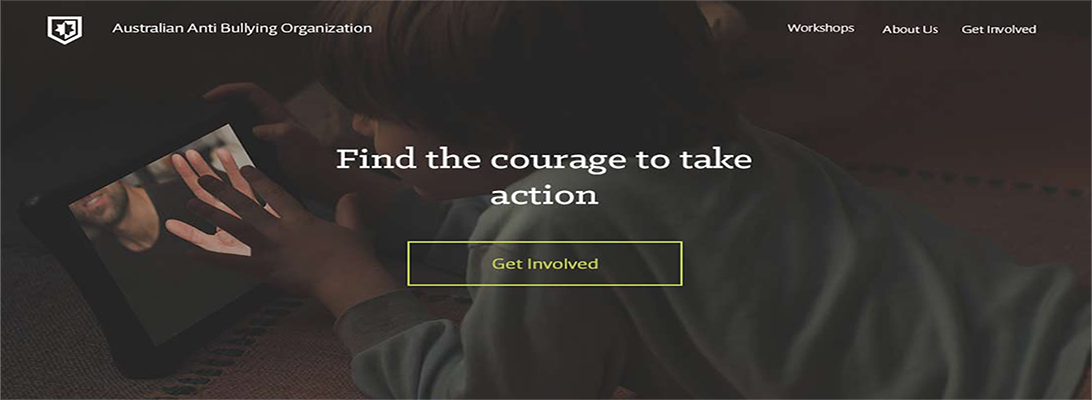 Australian Anti Bullying Organization
Workshops
About Us
Get Involved
Find the courage to take
action
Get Involved